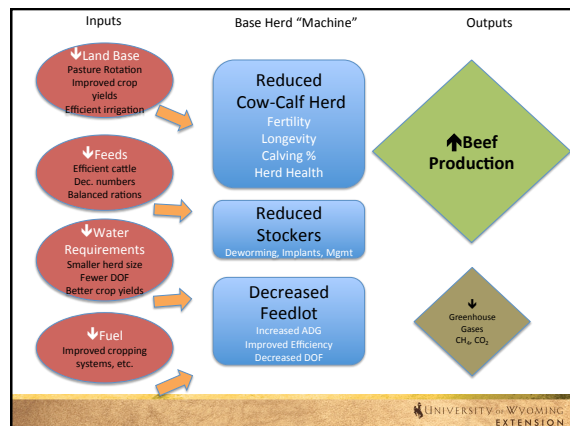 Inputs
Base Herd “Machine”
Outputs
↓Land Base
Pasture Rotation
Improved crop
yields
Efficient irrigation
↓Feeds
Efficient cattle
Dec. numbers
Balanced rations
↓Water
Requirements
Smaller herd size
Fewer DOF
Better crop yields
↓Fuel
Improved cropping
systems, etc.
Reduced
Cow-Calf Herd
Fertility
Longevity
Calving %
Herd Health
Reduced
Stockers
Deworming, Implants, Mgmt
Decreased
Feedlot
Increased ADG
Improved Efficiency
Decreased DOF
↑Beef
Production
↓
Greenhouse
Gases
CH₄, CO₂
UNIVERSITY OF WYOMING
EXTENSION